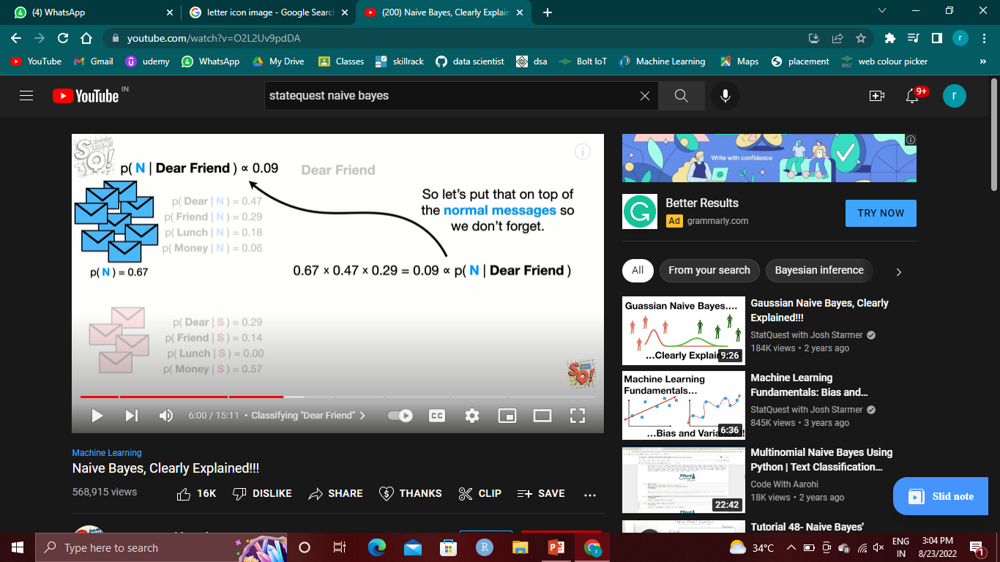 (4) WhatsApp
letter icon image - Google Search
(200) Naive Bayes, Clearly Explain
youtube.com/watch?v=O2L2Uv9pdDA
YouTube
Gmail
udemy
WhatsApp
My Drive
Classes
skillrack
data scientist
dsa
Bolt IoT
Machine Learning
Maps
placement
web colour picker
YouTube IN
statequest naive bayes
9+
r
p( N | Dear Friend ) ∝ 0.09
Dear Friend
p( Dear | N ) = 0.47
p( Friend | N ) = 0.29
p( Lunch | N ) = 0.18
p( Money | N ) = 0.06
p( N ) = 0.67
So let's put that on top of
the normal messages so
we don't forget.
0.67 × 0.47 × 0.29 = 0.09 ∝ p( N | Dear Friend )
p( Dear | S ) = 0.29
p( Friend | S ) = 0.14
p( Lunch | S ) = 0.00
p( Money | S ) = 0.57
SQ!
6:00 / 15:11 • Classifying "Dear Friend"
CC
Machine Learning
Naive Bayes, Clearly Explained!!!
568,915 views
16K
DISLIKE
SHARE
THANKS
CLIP
SAVE
Write with confidence
Better Results
Ad grammarly.com
TRY NOW
All
From your search
Bayesian inference
Guassian Naive Bayes....
...Clearly Explain
9:26
Gaussian Naive Bayes, Clearly
Explained!!!
StatQuest with Josh Starmer
184K views • 2 years ago
Machine Learning
Fundamentals...
...Bias and Variance!!
6:36
Machine Learning
Fundamentals: Bias and...
StatQuest with Josh Starmer
845K views • 3 years ago
Piford
22:42
Multinomial Naive Bayes Using
Python | Text Classification...
Code With Aarohi
18K views • 2 years ago
Slid note
Tutorial 48- Naive Bayes'
Type here to search
34°C
ENG
IN
3:04 PM
8/23/2022
1